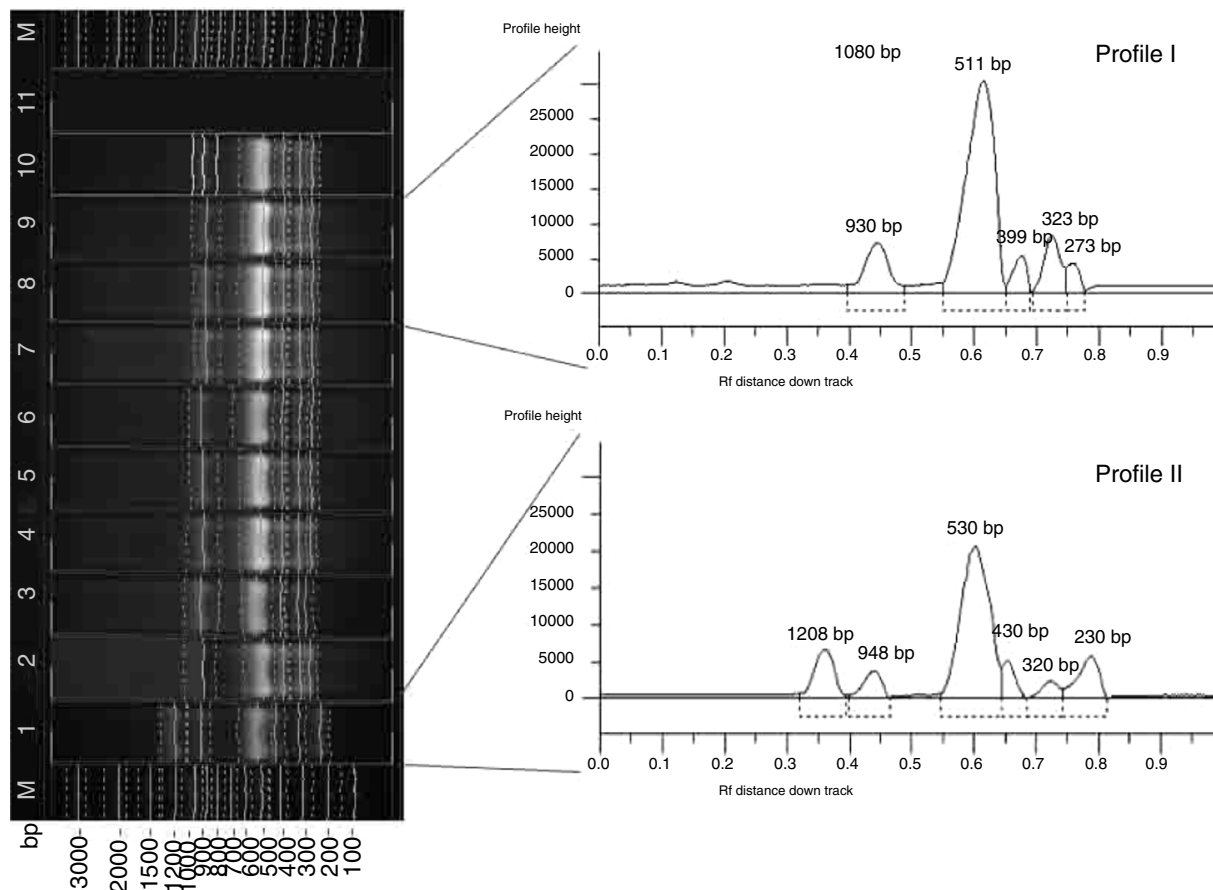 M
11
10
9
8
7
6
5
4
3
2
1
M
bp
3000
2000
1500
1200
1000
900
800
700
600
500
400
300
200
100
Profile height
1080 bp
511 bp
Profile I
25000
20000
15000
10000
5000
0
930 bp
399 bp
323 bp
273 bp
0.0 0.1 0.2 0.3 0.4 0.5 0.6 0.7 0.8 0.9
Rf distance down track
Profile height
Profile II
530 bp
25000
20000
15000
10000
5000
0
1208 bp
948 bp
430 bp
320 bp
230 bp
0.0 0.1 0.2 0.3 0.4 0.5 0.6 0.7 0.8 0.9
Rf distance down track